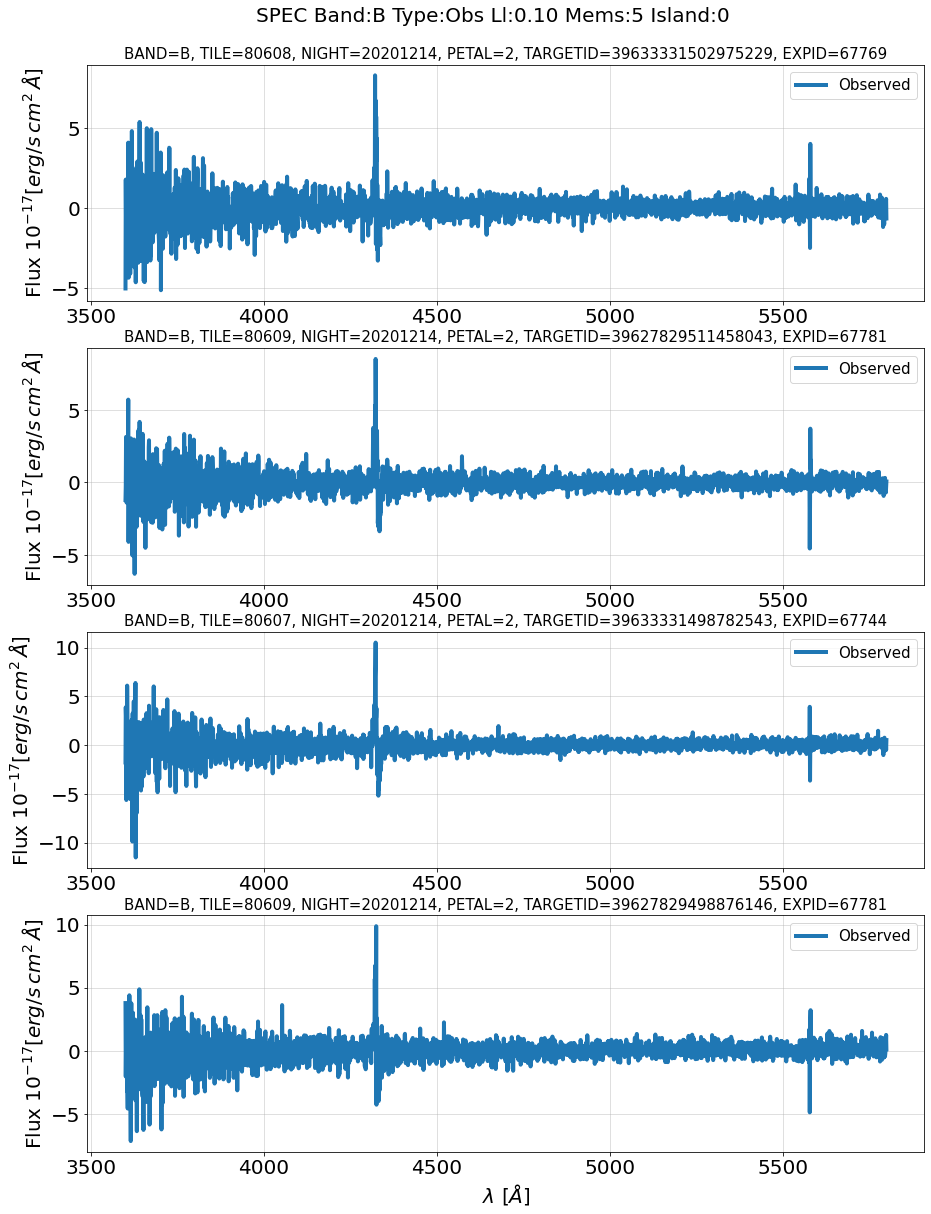 SPEC Band:B Type:Obs Ll:0.10 Mems:5 Island:0
BAND=B, TILE=80608, NIGHT=20201214, PETAL=2, TARGETID=39633331502975229, EXPID=67769
Flux 10⁻¹⁷[erg/s cm² Å]
5
0
−5
Observed
3500 4000 4500 5000 5500
BAND=B, TILE=80609, NIGHT=20201214, PETAL=2, TARGETID=39627829511458043, EXPID=67781
Flux 10⁻¹⁷[erg/s cm² Å]
5
0
−5
Observed
3500 4000 4500 5000 5500
BAND=B, TILE=80607, NIGHT=20201214, PETAL=2, TARGETID=39633331498782543, EXPID=67744
Flux 10⁻¹⁷[erg/s cm² Å]
10
5
0
−5
−10
Observed
3500 4000 4500 5000 5500
BAND=B, TILE=80609, NIGHT=20201214, PETAL=2, TARGETID=39627829498876146, EXPID=67781
Flux 10⁻¹⁷[erg/s cm² Å]
10
5
0
−5
Observed
3500 4000 4500 5000 5500
λ [Å]